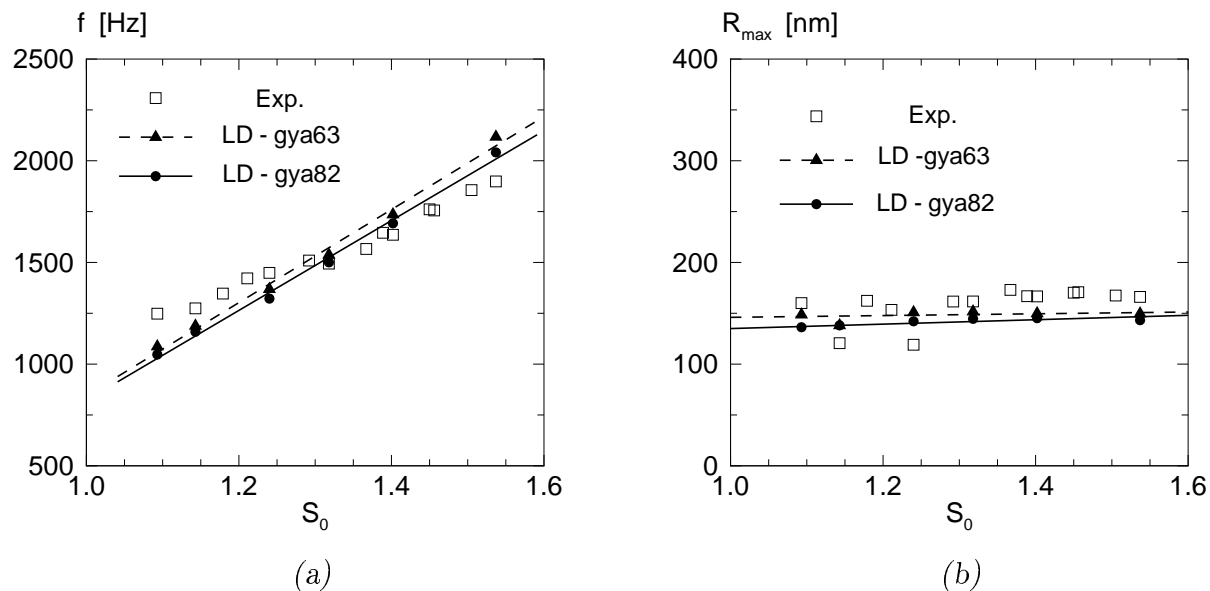 f [Hz]
2500
2000
1500
1000
500
1.0 1.2 1.4 1.6
S0
Exp.
LD - gya63
LD - gya82
(a)
Rmax [nm]
400
300
200
100
0
1.0 1.2 1.4 1.6
S0
Exp.
LD -gya63
LD - gya82
(b)